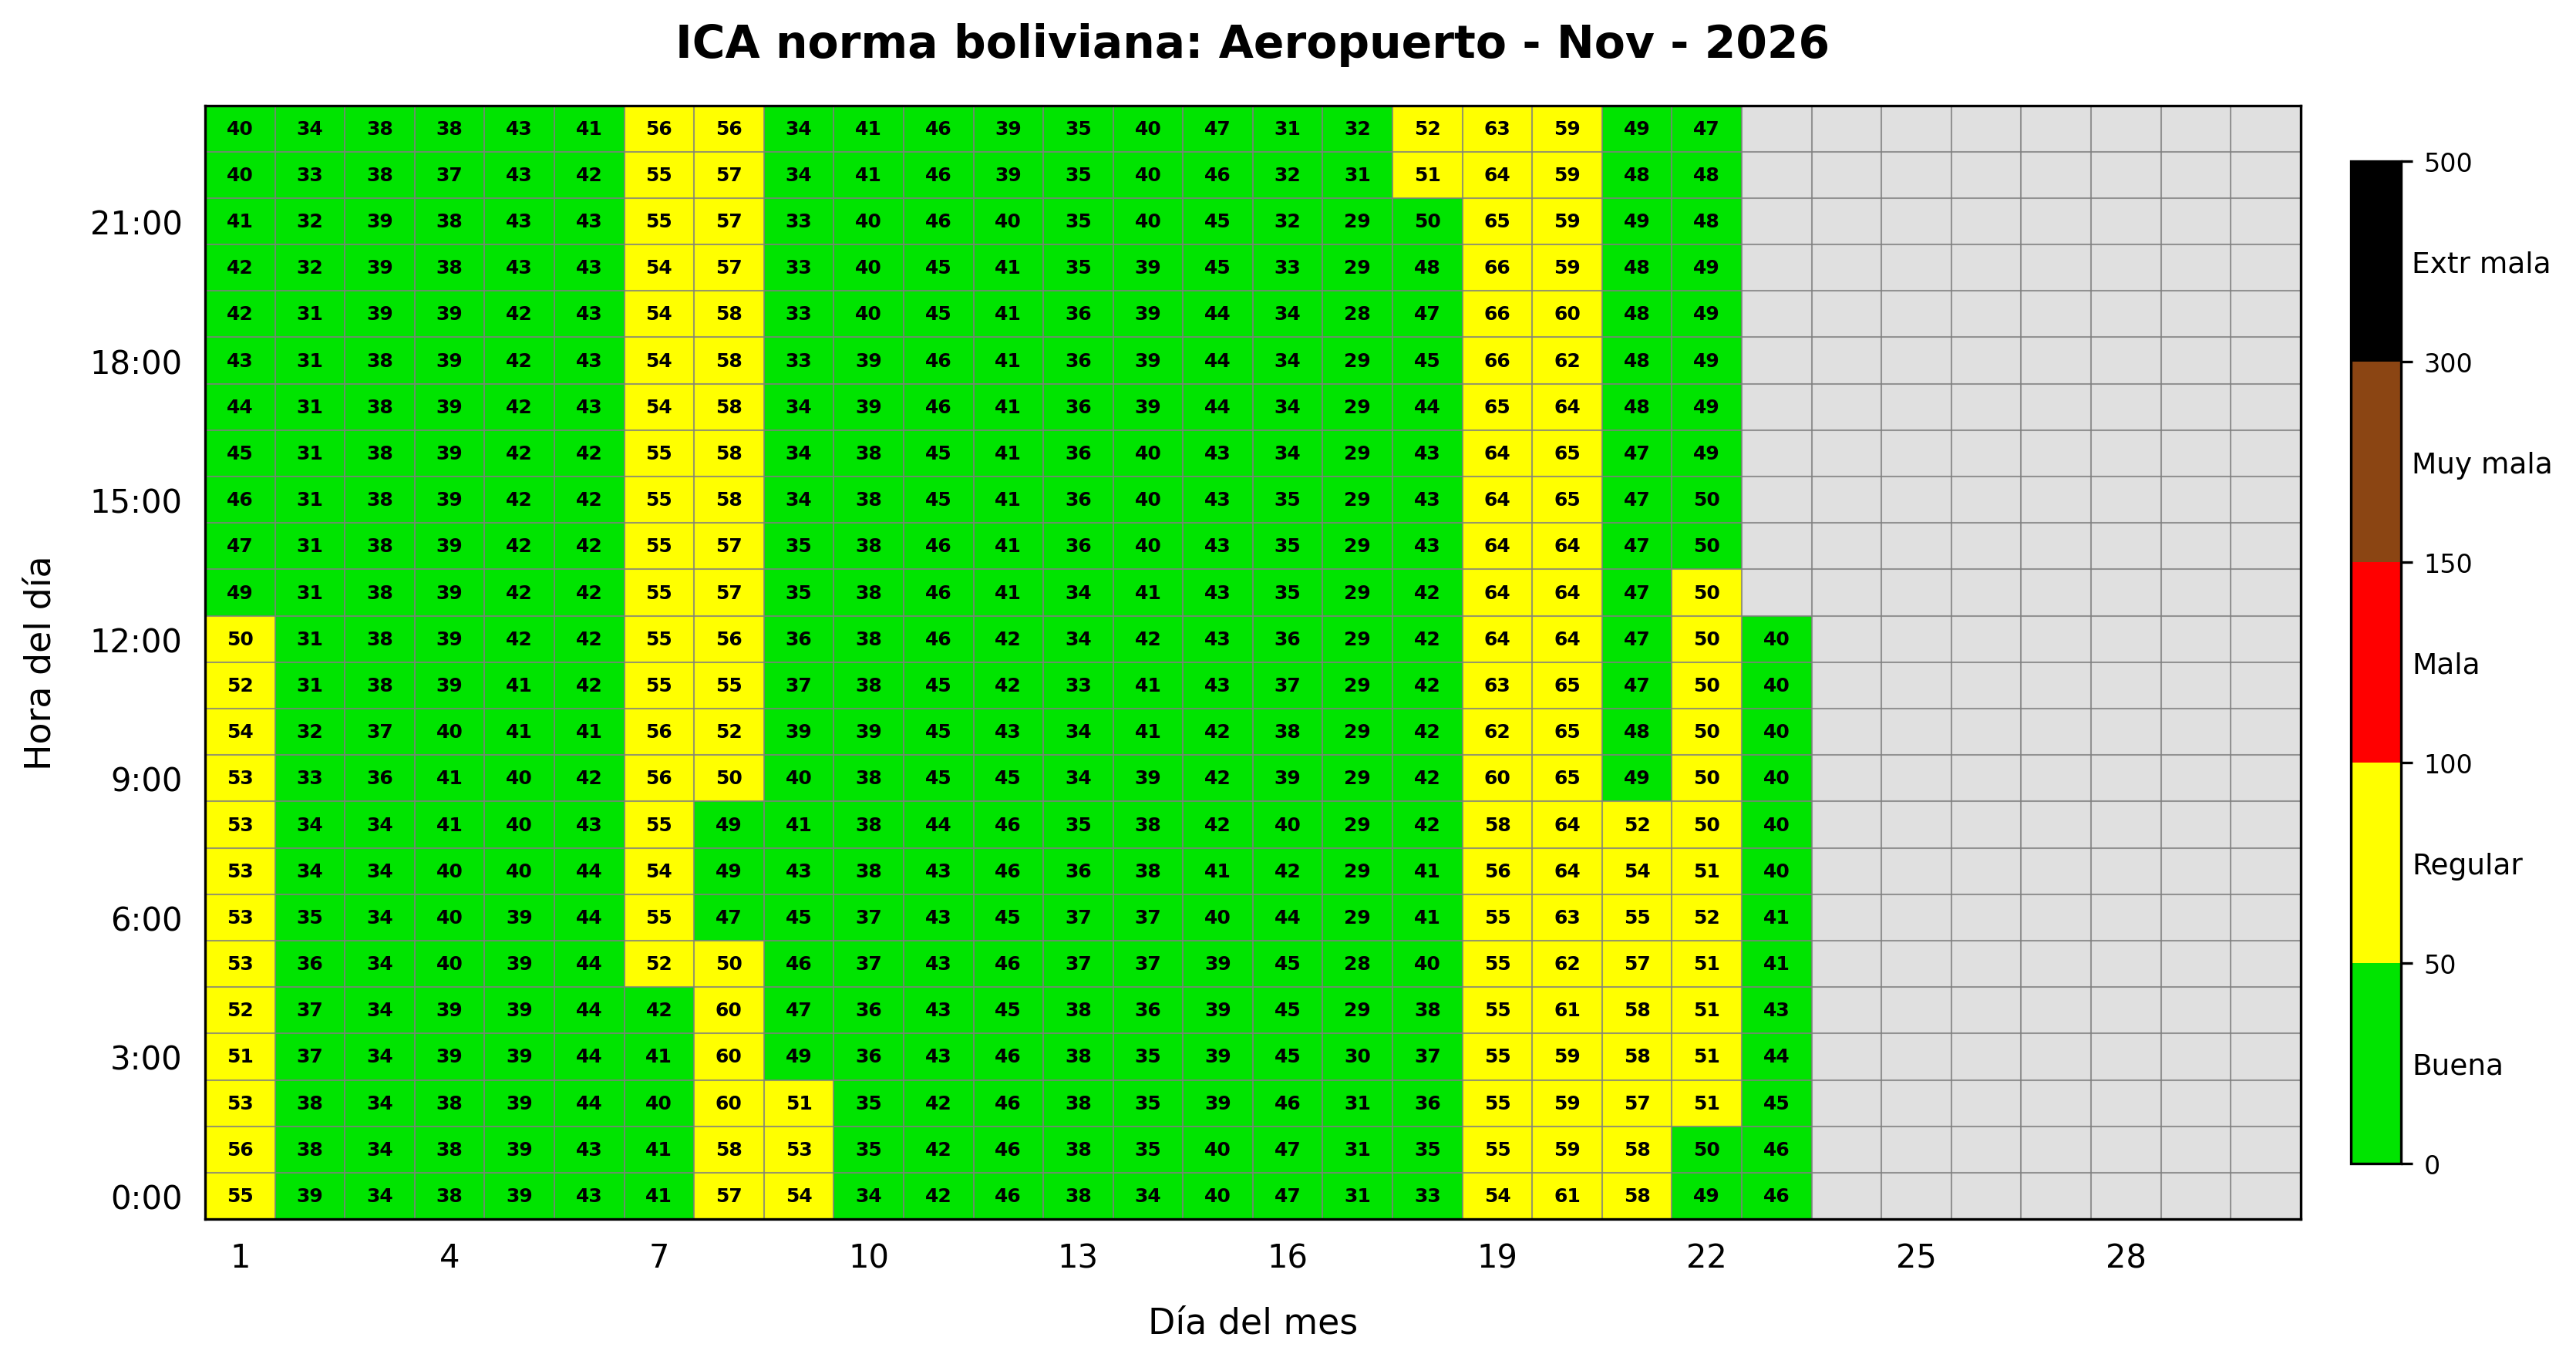 ICA norma boliviana: Aeropuerto - Nov - 2026
40 34 38 38 43 41 56 56 34 41 46 39 35 40 47 31 32 52 63 59 49 47
40 33 38 37 43 42 55 57 34 41 46 39 35 40 46 32 31 51 64 59 48 48
21:00 41 32 39 38 43 43 55 57 33 40 46 40 35 40 45 32 29 50 65 59 49 48
42 32 39 38 43 43 54 57 33 40 45 41 35 39 45 33 29 48 66 59 48 49
42 31 39 39 42 43 54 58 33 40 45 41 36 39 44 34 28 47 66 60 48 49
18:00 43 31 38 39 42 43 54 58 33 39 46 41 36 39 44 34 29 45 66 62 48 49
44 31 38 39 42 43 54 58 34 39 46 41 36 39 44 34 29 44 65 64 48 49
45 31 38 39 42 42 55 58 34 38 45 41 36 40 43 34 29 43 64 65 47 49
15:00 46 31 38 39 42 42 55 58 34 38 45 41 36 40 43 35 29 43 64 65 47 50
47 31 38 39 42 42 55 57 35 38 46 41 36 40 43 35 29 43 64 64 47 50
49 31 38 39 42 42 55 57 35 38 46 41 34 41 43 35 29 42 64 64 47 50
12:00 50 31 38 39 42 42 55 56 36 38 46 42 34 42 43 36 29 42 64 64 47 50 40
52 31 38 39 41 42 55 55 37 38 45 42 33 41 43 37 29 42 63 65 47 50 40
54 32 37 40 41 41 56 52 39 39 45 43 34 41 42 38 29 42 62 65 48 50 40
9:00 53 33 36 41 40 42 56 50 40 38 45 45 34 39 42 39 29 42 60 65 49 50 40
53 34 34 41 40 43 55 49 41 38 44 46 35 38 42 40 29 42 58 64 52 50 40
53 34 34 40 40 44 54 49 43 38 43 46 36 38 41 42 29 41 56 64 54 51 40
6:00 53 35 34 40 39 44 55 47 45 37 43 45 37 37 40 44 29 41 55 63 55 52 41
53 36 34 40 39 44 52 50 46 37 43 46 37 37 39 45 28 40 55 62 57 51 41
52 37 34 39 39 44 42 60 47 36 43 45 38 36 39 45 29 38 55 61 58 51 43
3:00 51 37 34 39 39 44 41 60 49 36 43 46 38 35 39 45 30 37 55 59 58 51 44
53 38 34 38 39 44 40 60 51 35 42 46 38 35 39 46 31 36 55 59 57 51 45
56 38 34 38 39 43 41 58 53 35 42 46 38 35 40 47 31 35 55 59 58 50 46
0:00 55 39 34 38 39 43 41 57 54 34 42 46 38 34 40 47 31 33 54 61 58 49 46
1 4 7 10 13 16 19 22 25 28
Día del mes
Hora del día
500
Extr mala
300
Muy mala
150
Mala
100
Regular
50
Buena
0